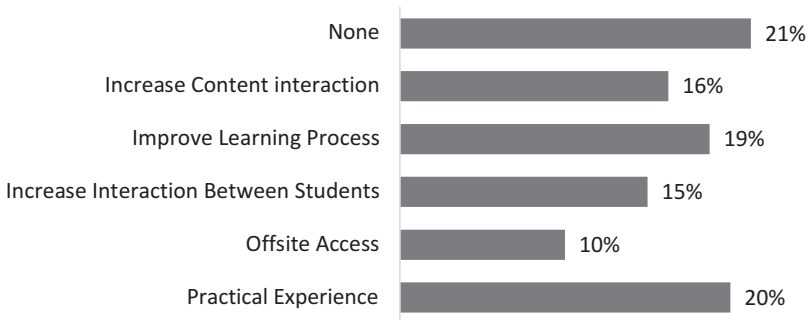 None 21%
Increase Content interaction 16%
Improve Learning Process 19%
Increase Interaction Between Students 15%
Offsite Access 10%
Practical Experience 20%